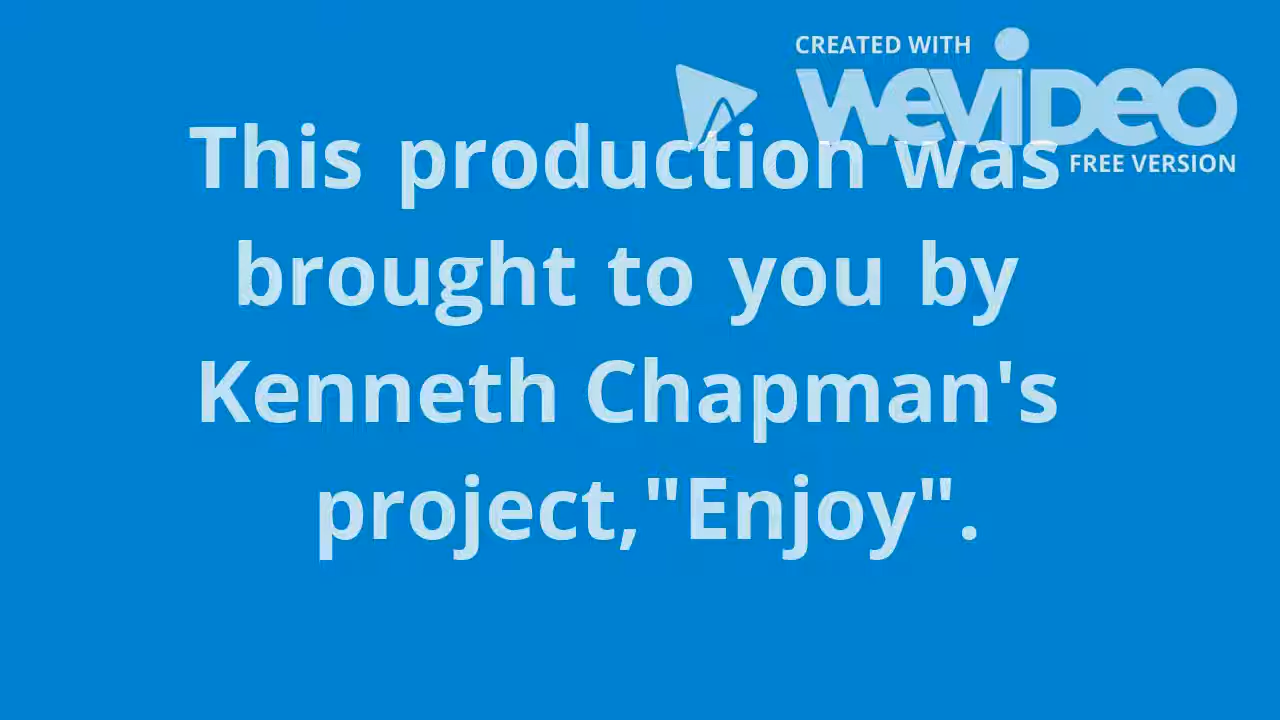 CREATED WITH
WEVIDEO
FREE VERSION
This production was
brought to you by
Kenneth Chapman's
project,"Enjoy".